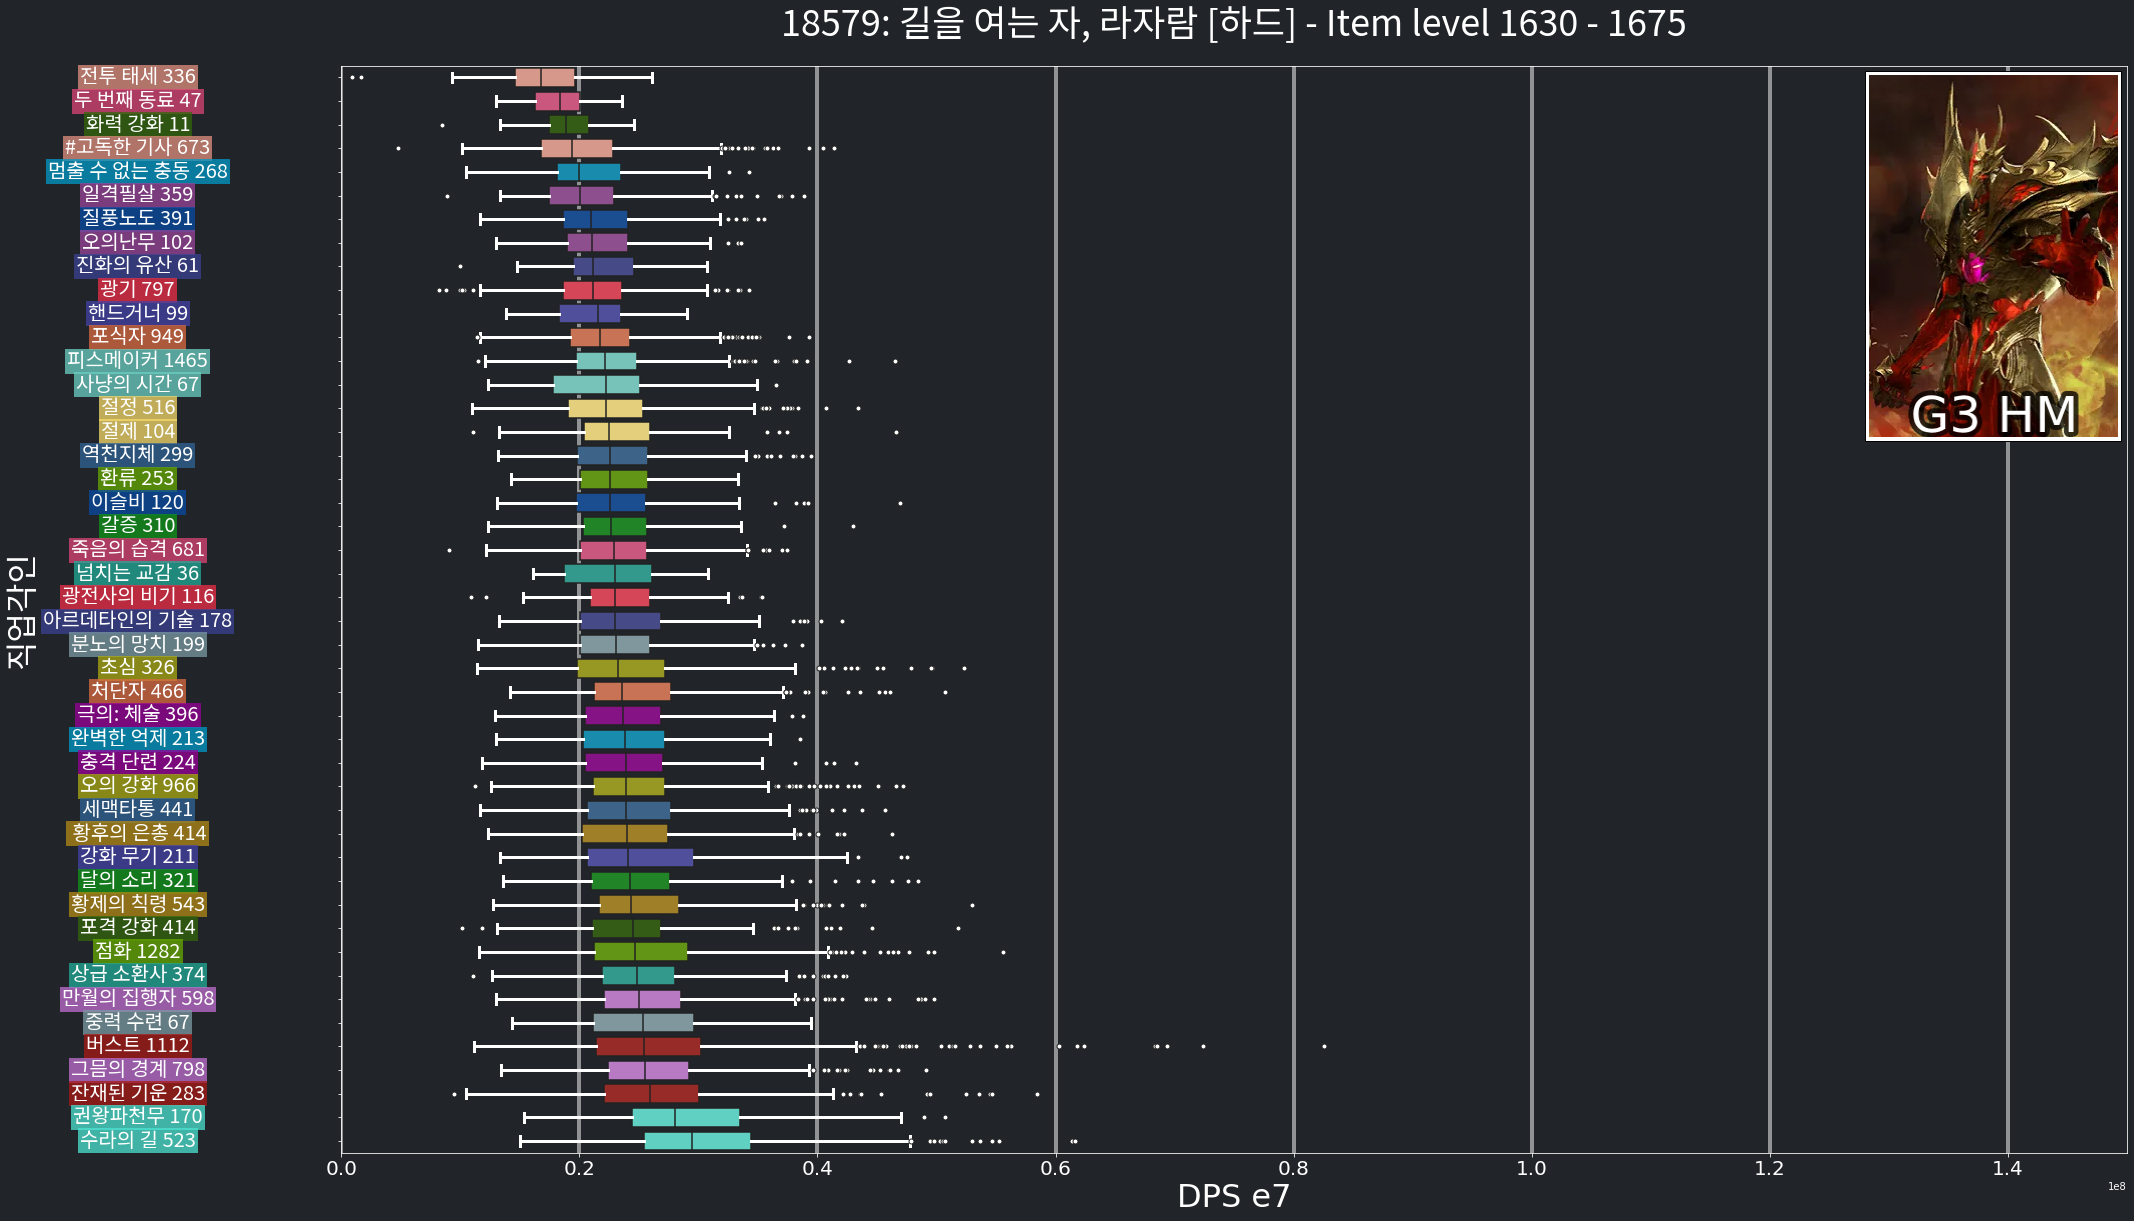 18579: 길을 여는 자, 라자람 [하드] - Item level 1630 - 1675
직업각인
전투 태세 336
두 번째 동료 47
화력 강화 11
#고독한 기사 673
멈출 수 없는 충동 268
일격필살 359
질풍노도 391
오의난무 102
진화의 유산 61
광기 797
핸드거너 99
포식자 949
피스메이커 1465
사냥의 시간 67
절정 516
절제 104
역천지체 299
환류 253
이슬비 120
갈증 310
죽음의 습격 681
넘치는 교감 36
광전사의 비기 116
아르데타인의 기술 178
분노의 망치 199
초심 326
처단자 466
극의: 체술 396
완벽한 억제 213
충격 단련 224
오의 강화 966
세맥타통 441
황후의 은총 414
강화 무기 211
달의 소리 321
황제의 칙령 543
포격 강화 414
점화 1282
상급 소환사 374
만월의 집행자 598
중력 수련 67
버스트 1112
그믐의 경계 798
잔재된 기운 283
권왕파천무 170
수라의 길 523
G3 HM
0.0 0.2 0.4 0.6 0.8 1.0 1.2 1.4
1e8
DPS e7